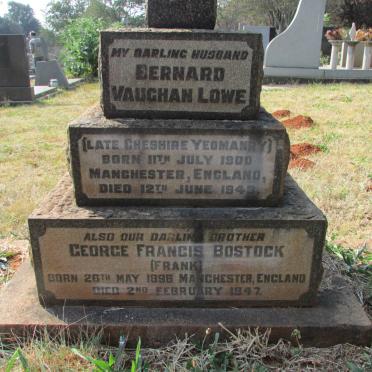 MY DARLING HUSBAND
BERNARD
VAUGHAN LOWE
(LATE CHESHIRE YEOMANRY)
BORN 11TH JULY 1900
MANCHESTER, ENGLAND,
DIED 12TH JUNE 1943.
ALSO OUR DARLING BROTHER
GEORGE FRANCIS BOSTOCK
(FRANK)
BORN 26TH MAY 1896 MANCHESTER, ENGLAND
DIED 2ND FEBRUARY 1947.